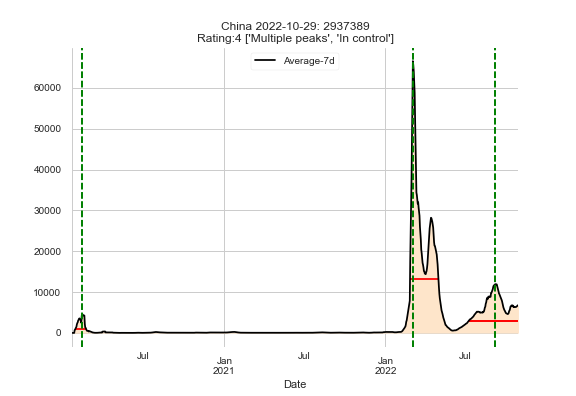 China 2022-10-29: 2937389
Rating:4 ['Multiple peaks', 'In control']
Average-7d
60000
50000
40000
30000
20000
10000
0
Jul
Jan
2021
Jul
Jan
2022
Jul
Date